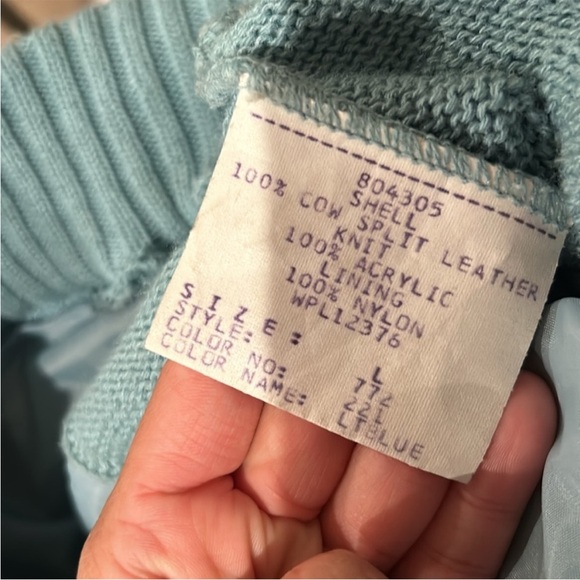 804305
SHELL
100% COW SPLIT LEATHER
KNIT
100% ACRYLIC
LINING
100% NYLON
WPL12376
SIZE: L
STYLE: 772
COLOR NO: 221
COLOR NAME: LTBLUE